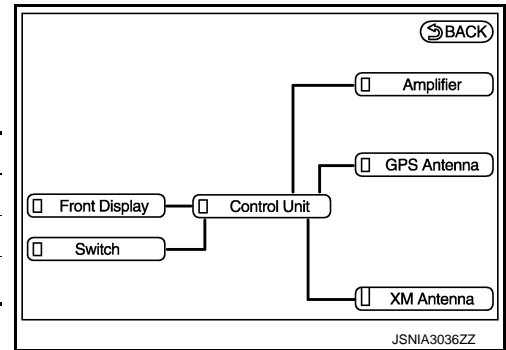 BACK
Amplifier
GPS Antenna
Front Display
Control Unit
Switch
XM Antenna
JSNIA3036ZZ